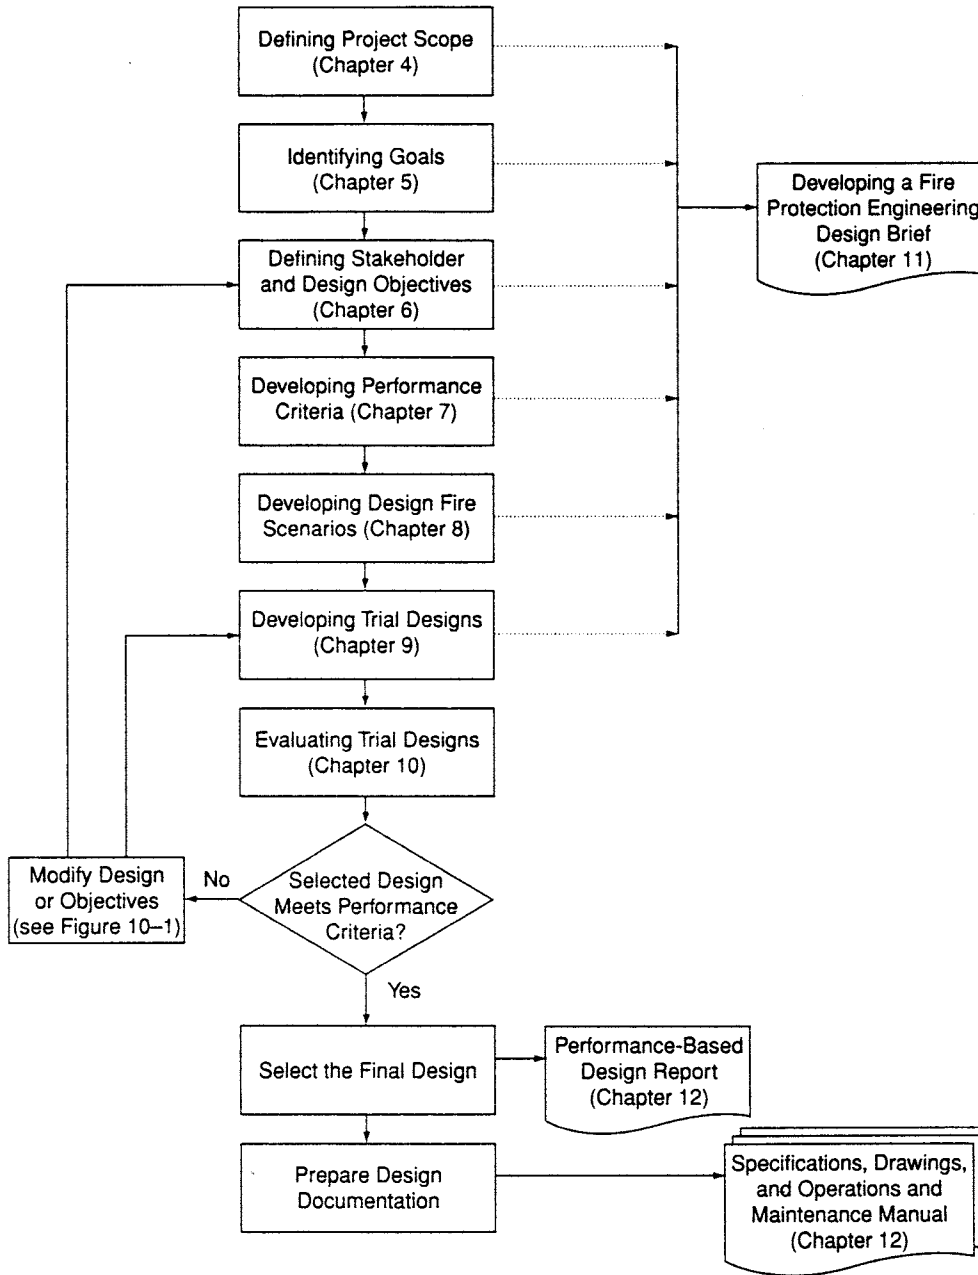 Defining Project Scope
(Chapter 4)
Identifying Goals
(Chapter 5)
Developing a Fire
Protection Engineering
Design Brief
(Chapter 11)
Defining Stakeholder
and Design Objectives
(Chapter 6)
Developing Performance
Criteria (Chapter 7)
Developing Design Fire
Scenarios (Chapter 8)
Developing Trial Designs
(Chapter 9)
Evaluating Trial Designs
(Chapter 10)
Modify Design
or Objectives
(see Figure 10–1)
No
Selected Design
Meets Performance
Criteria?
Yes
Select the Final Design
Performance-Based
Design Report
(Chapter 12)
Prepare Design
Documentation
Specifications, Drawings,
and Operations and
Maintenance Manual
(Chapter 12)